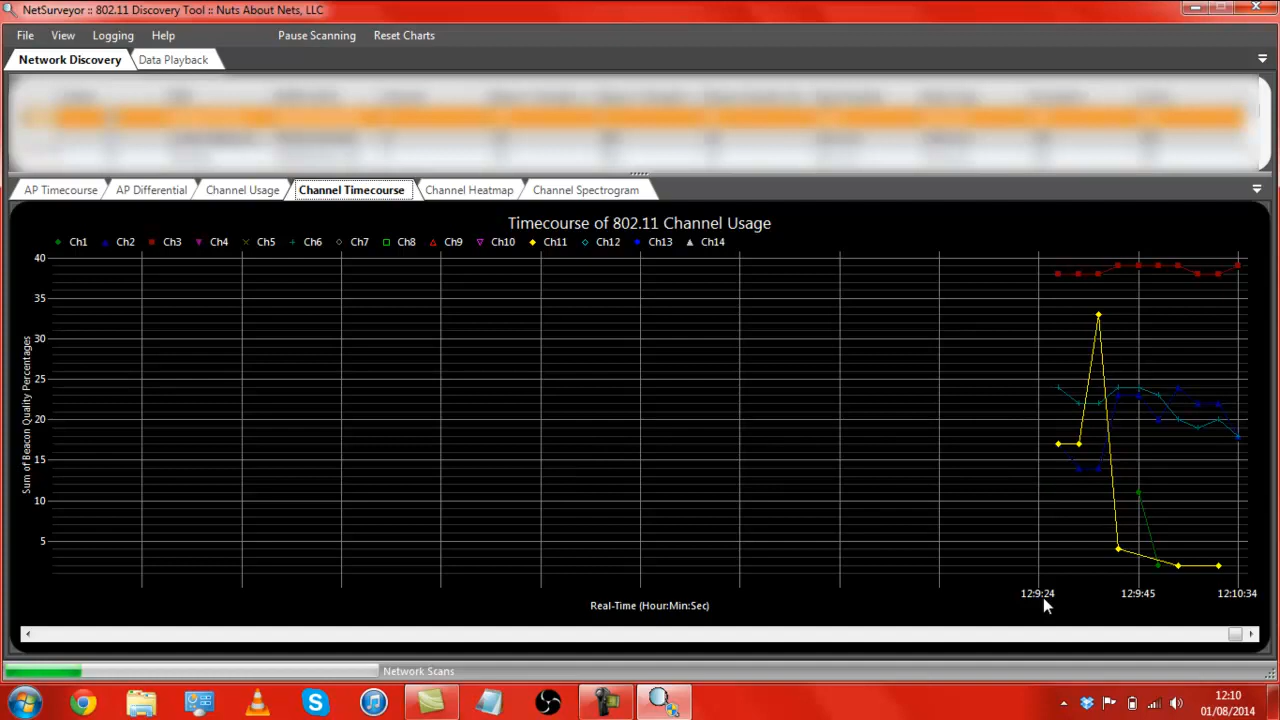 NetSurveyor :: 802.11 Discovery Tool :: Nuts About Nets, LLC
File View Logging Help Pause Scanning Reset Charts
Network Discovery Data Playback
AP Timecourse AP Differential Channel Usage Channel Timecourse Channel Heatmap Channel Spectrogram
Timecourse of 802.11 Channel Usage
Ch1 Ch2 Ch3 Ch4 Ch5 Ch6 Ch7 Ch8 Ch9 Ch10 Ch11 Ch12 Ch13 Ch14
40
35
30
25
20
15
10
5
Sum of Beacon Quality Percentages
12:9:24 12:9:45 12:10:34
Real-Time (Hour:Min:Sec)
Network Scans
12:10
01/08/2014